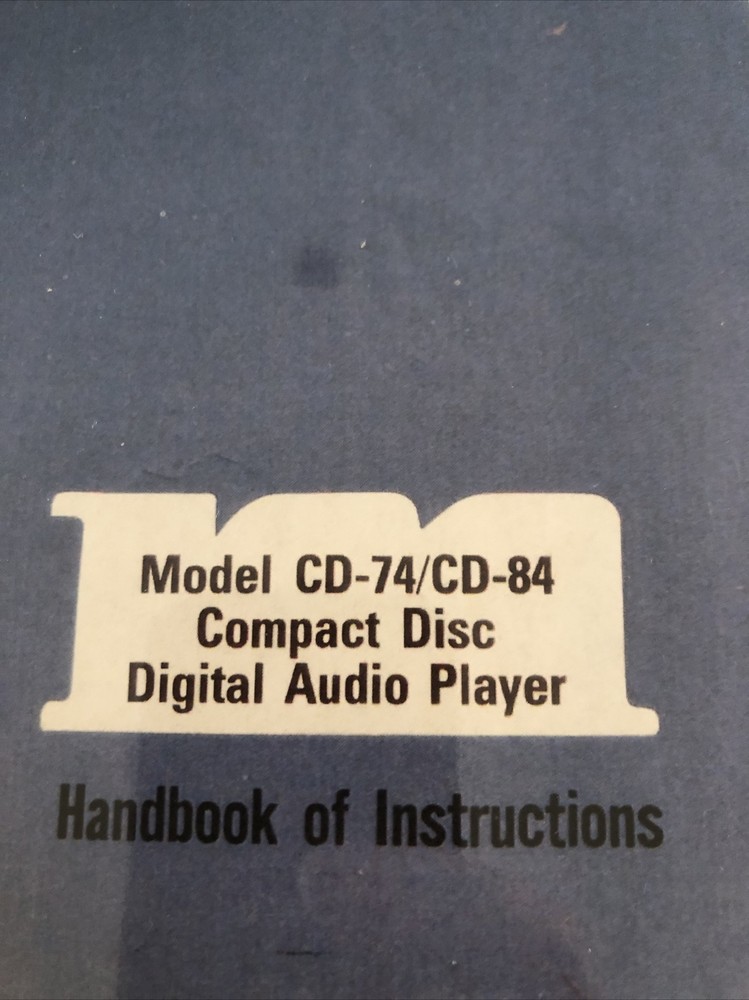 Model CD-74/CD-84
Compact Disc
Digital Audio Player
Handbook of Instructions